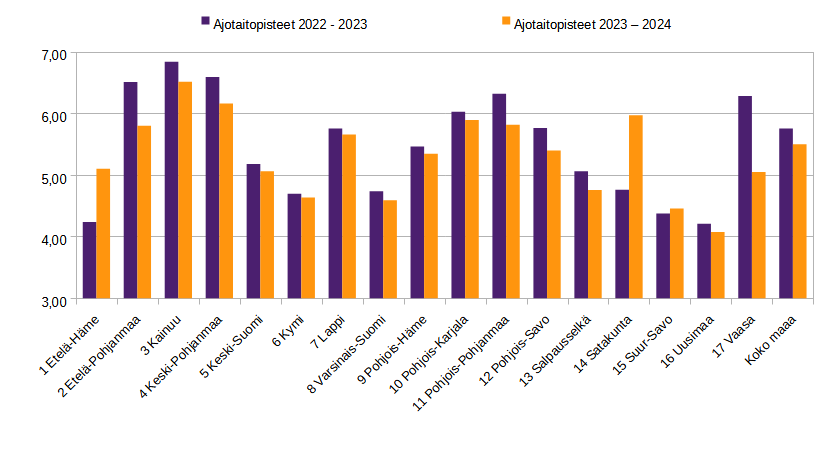 Ajotaitopisteet 2022 - 2023
Ajotaitopisteet 2023 – 2024
7,00
6,00
5,00
4,00
3,00
1 Etelä-Häme
2 Etelä-Pohjanmaa
3 Kainuu
4 Keski-Pohjanmaa
5 Keski-Suomi
6 Kymi
7 Lappi
8 Varsinais-Suomi
9 Pohjois-Häme
10 Pohjois-Karjala
11 Pohjois-Pohjanmaa
12 Pohjois-Savo
13 Salpausselkä
14 Satakunta
15 Suur-Savo
16 Uusimaa
17 Vaasa
Koko maaa